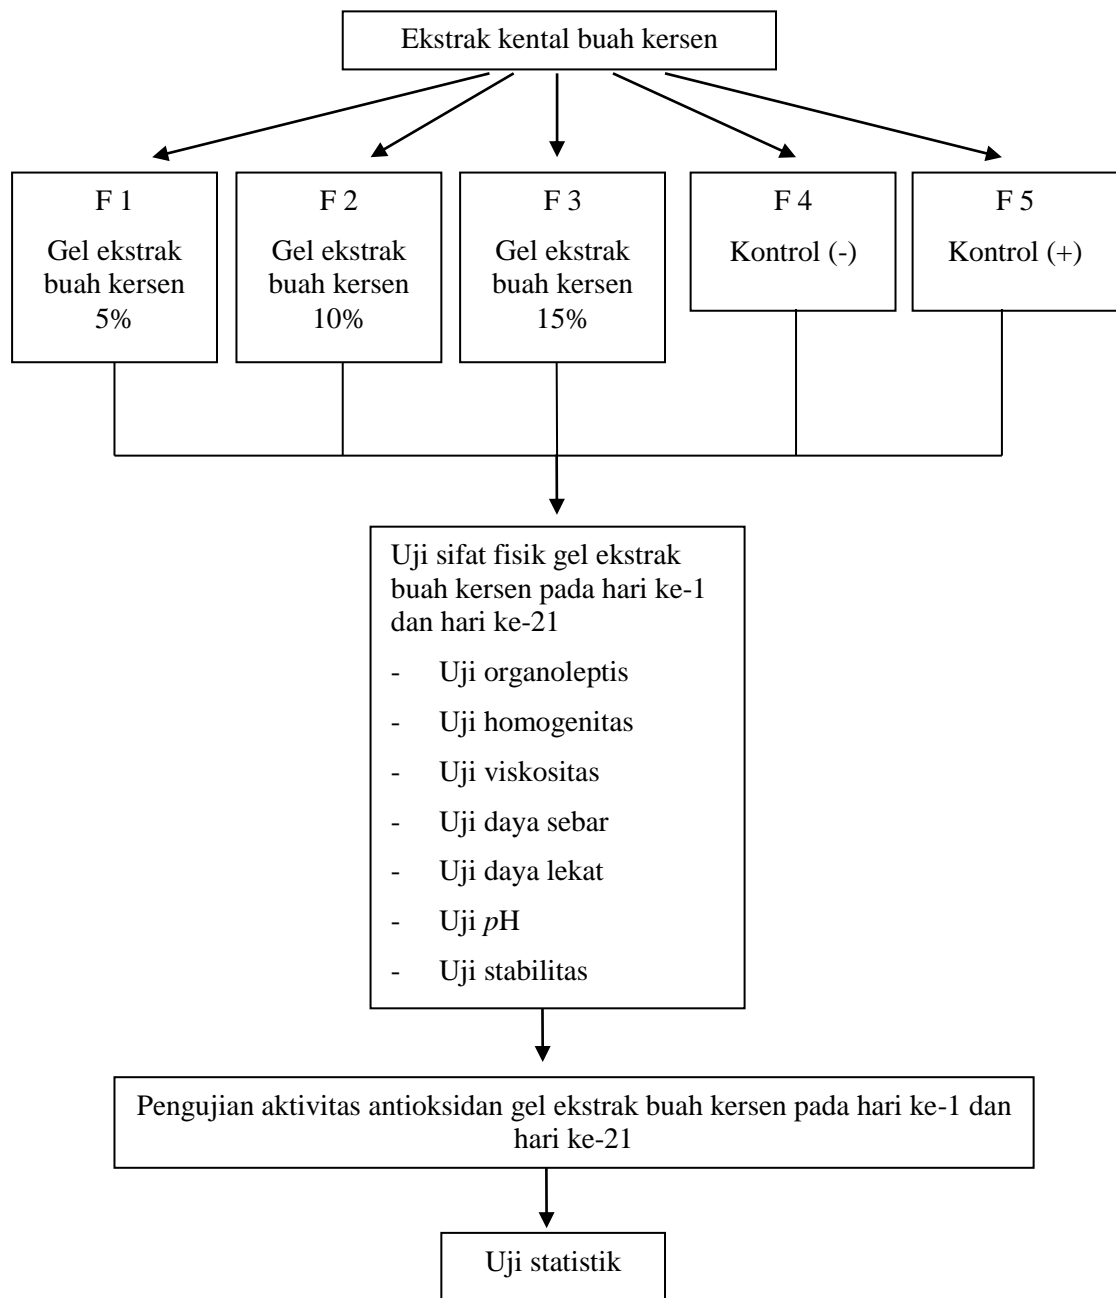 Ekstrak kental buah kersen
F 1
Gel ekstrak
buah kersen
5%
F 2
Gel ekstrak
buah kersen
10%
F 3
Gel ekstrak
buah kersen
15%
F 4
Kontrol (-)
F 5
Kontrol (+)
Uji sifat fisik gel ekstrak
buah kersen pada hari ke-1
dan hari ke-21
- Uji organoleptis
- Uji homogenitas
- Uji viskositas
- Uji daya sebar
- Uji daya lekat
- Uji pH
- Uji stabilitas
Pengujian aktivitas antioksidan gel ekstrak buah kersen pada hari ke-1 dan
hari ke-21
Uji statistik